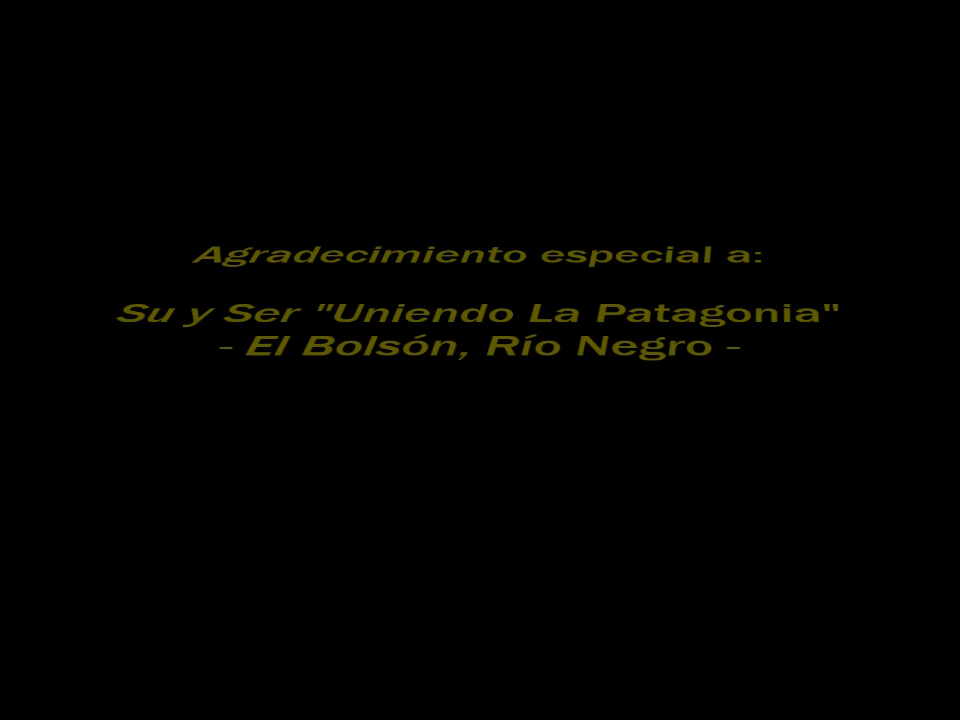 Agradecimiento especial a:
Su y Ser "Uniendo La Patagonia"
- El Bolsón, Río Negro -